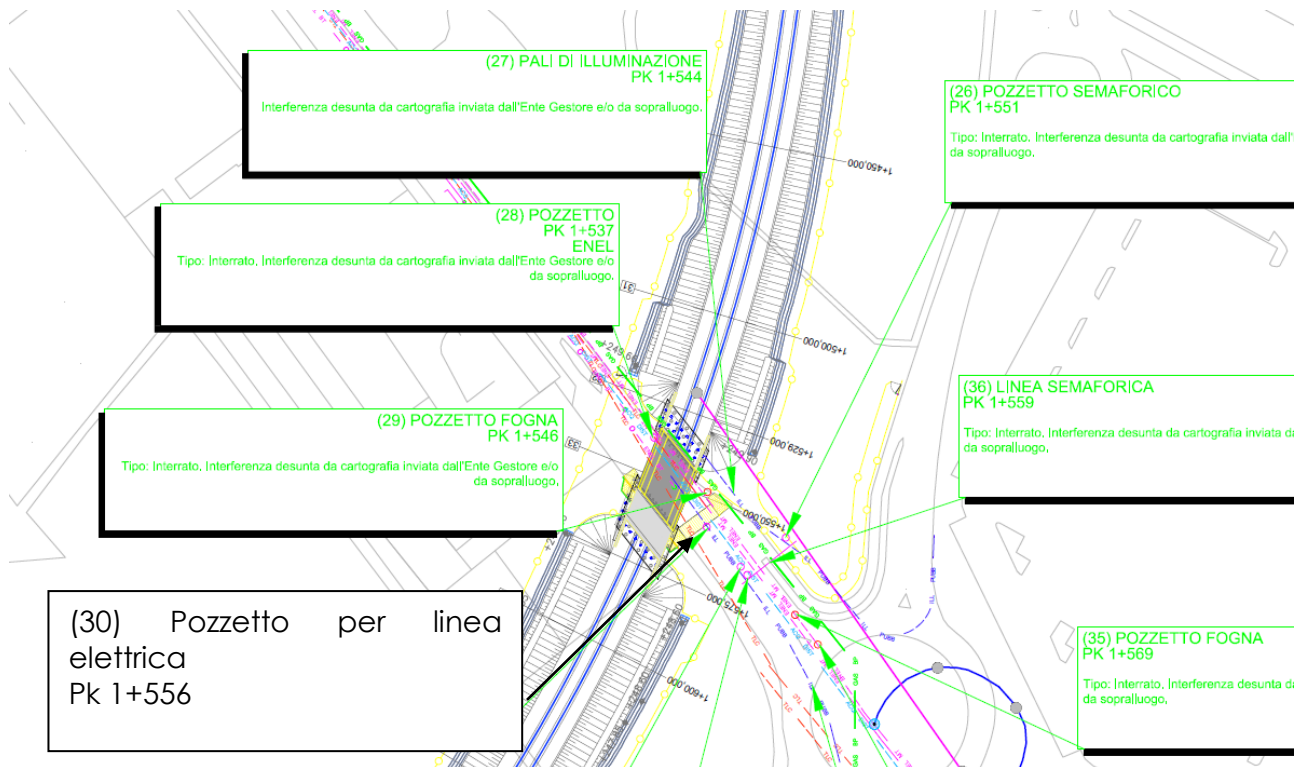 (27) PALI DI ILLUMINAZIONE
PK 1+544
Interferenza desunta da cartografia inviata dall'Ente Gestore e/o da sopralluogo.
(26) POZZETTO SEMAFORICO
PK 1+551
Tipo: Interrato. Interferenza desunta da cartografia inviata dall'
da sopralluogo.
(28) POZZETTO
PK 1+537
ENEL
Tipo: Interrato, Interferenza desunta da cartografia inviata dall'Ente Gestore e/o
da sopralluogo.
(36) LINEA SEMAFORICA
PK 1+559
Tipo: Interrato. Interferenza desunta da cartografia inviata da
da sopralluogo.
(29) POZZETTO FOGNA
PK 1+546
Tipo: Interrato, Interferenza desunta da cartografia inviata dall'Ente Gestore e/o
da sopralluogo.
(30) Pozzetto per linea
elettrica
Pk 1+556
(35) POZZETTO FOGNA
PK 1+569
Tipo: Interrato, Interferenza desunta da
da sopralluogo.
1+450,000
31
1+500,000
33
1+529,000
1+550,000
1+575,000
1+600,000